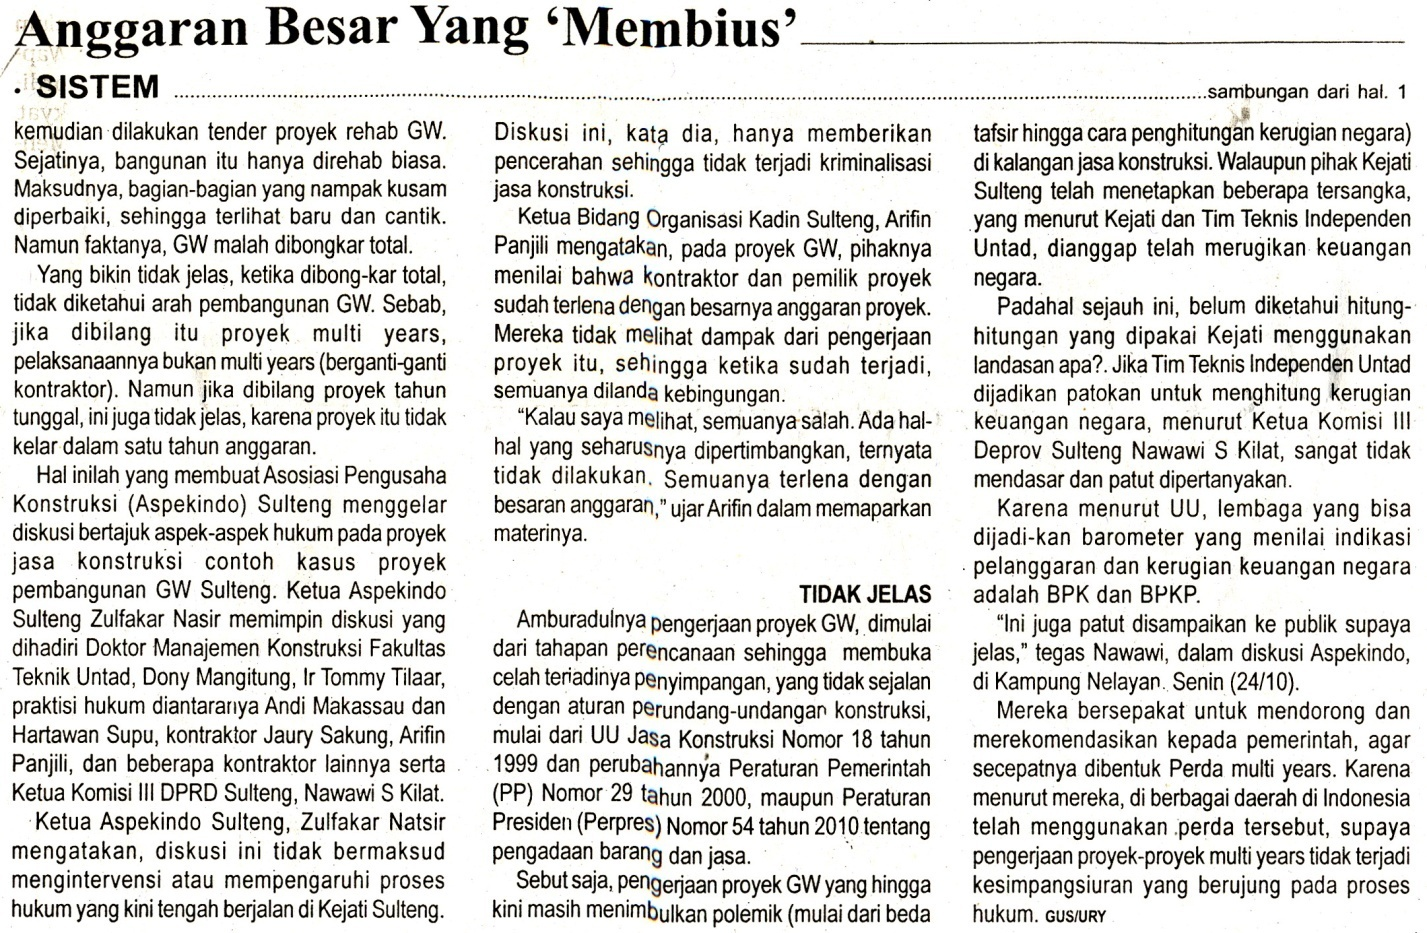 Anggaran Besar Yang ‘Membius’
· SISTEM ........ sambungan dari hal. 1
kemudian dilakukan tender proyek rehab GW.
Sejatinya, bangunan itu hanya direhab biasa.
Maksudnya, bagian-bagian yang nampak kusam
diperbaiki, sehingga terlihat baru dan cantik.
Namun faktanya, GW malah dibongkar total.
Yang bikin tidak jelas, ketika dibong-kar total,
tidak diketahui arah pembangunan GW. Sebab,
jika dibilang itu proyek multi years,
pelaksanaannya bukan multi years (berganti-ganti
kontraktor). Namun jika dibilang proyek tahun
tunggal, ini juga tidak jelas, karena proyek itu tidak
kelar dalam satu tahun anggaran.
Hal inilah yang membuat Asosiasi Pengusaha
Konstruksi (Aspekindo) Sulteng menggelar
diskusi bertajuk aspek-aspek hukum pada proyek
jasa konstruksi contoh kasus proyek
pembangunan GW Sulteng. Ketua Aspekindo
Sulteng Zulfakar Nasir memimpin diskusi yang
dihadiri Doktor Manajemen Konstruksi Fakultas
Teknik Untad, Dony Mangitung, Ir Tommy Tilaar,
praktisi hukum diantaranya Andi Makassau dan
Hartawan Supu, kontraktor Jaury Sakung, Arifin
Panjili, dan beberapa kontraktor lainnya serta
Ketua Komisi III DPRD Sulteng, Nawawi S Kilat.
Ketua Aspekindo Sulteng, Zulfakar Natsir
mengatakan, diskusi ini tidak bermaksud
mengintervensi atau mempengaruhi proses
hukum yang kini tengah berjalan di Kejati Sulteng.
Diskusi ini, kata dia, hanya memberikan
pencerahan sehingga tidak terjadi kriminalisasi
jasa konstruksi.
Ketua Bidang Organisasi Kadin Sulteng, Arifin
Panjili mengatakan, pada proyek GW, pihaknya
menilai bahwa kontraktor dan pemilik proyek
sudah terlena dengan besarnya anggaran proyek.
Mereka tidak melihat dampak dari pengerjaan
proyek itu, sehingga ketika sudah terjadi,
semuanya dilanda kebingungan.
“Kalau saya melihat, semuanya salah. Ada hal-
hal yang seharusnya dipertimbangkan, ternyata
tidak dilakukan. Semuanya terlena dengan
besaran anggaran,” ujar Arifin dalam memaparkan
materinya.
TIDAK JELAS
Amburadulnya pengerjaan proyek GW, dimulai
dari tahapan perencanaan sehingga membuka
celah terjadinya penyimpangan, yang tidak sejalan
dengan aturan perundang-undangan konstruksi,
mulai dari UU Jasa Konstruksi Nomor 18 tahun
1999 dan perubahannya Peraturan Pemerintah
(PP) Nomor 29 tahun 2000, maupun Peraturan
Presiden (Perpres) Nomor 54 tahun 2010 tentang
pengadaan barang dan jasa.
Sebut saja, pengerjaan proyek GW yang hingga
kini masih menimbulkan polemik (mulai dari beda
tafsir hingga cara penghitungan kerugian negara)
di kalangan jasa konstruksi. Walaupun pihak Kejati
Sulteng telah menetapkan beberapa tersangka,
yang menurut Kejati dan Tim Teknis Independen
Untad, dianggap telah merugikan keuangan
negara.
Padahal sejauh ini, belum diketahui hitung-
hitungan yang dipakai Kejati menggunakan
landasan apa?. Jika Tim Teknis Independen Untad
dijadikan patokan untuk menghitung kerugian
keuangan negara, menurut Ketua Komisi III
Deprov Sulteng Nawawi S Kilat, sangat tidak
mendasar dan patut dipertanyakan.
Karena menurut UU, lembaga yang bisa
dijadi-kan barometer yang menilai indikasi
pelanggaran dan kerugian keuangan negara
adalah BPK dan BPKP.
“Ini juga patut disampaikan ke publik supaya
jelas,” tegas Nawawi, dalam diskusi Aspekindo,
di Kampung Nelayan. Senin (24/10).
Mereka bersepakat untuk mendorong dan
merekomendasikan kepada pemerintah, agar
secepatnya dibentuk Perda multi years. Karena
menurut mereka, di berbagai daerah di Indonesia
telah menggunakan perda tersebut, supaya
pengerjaan proyek-proyek multi years tidak terjadi
kesimpangsiuran yang berujung pada proses
hukum. GUS/URY